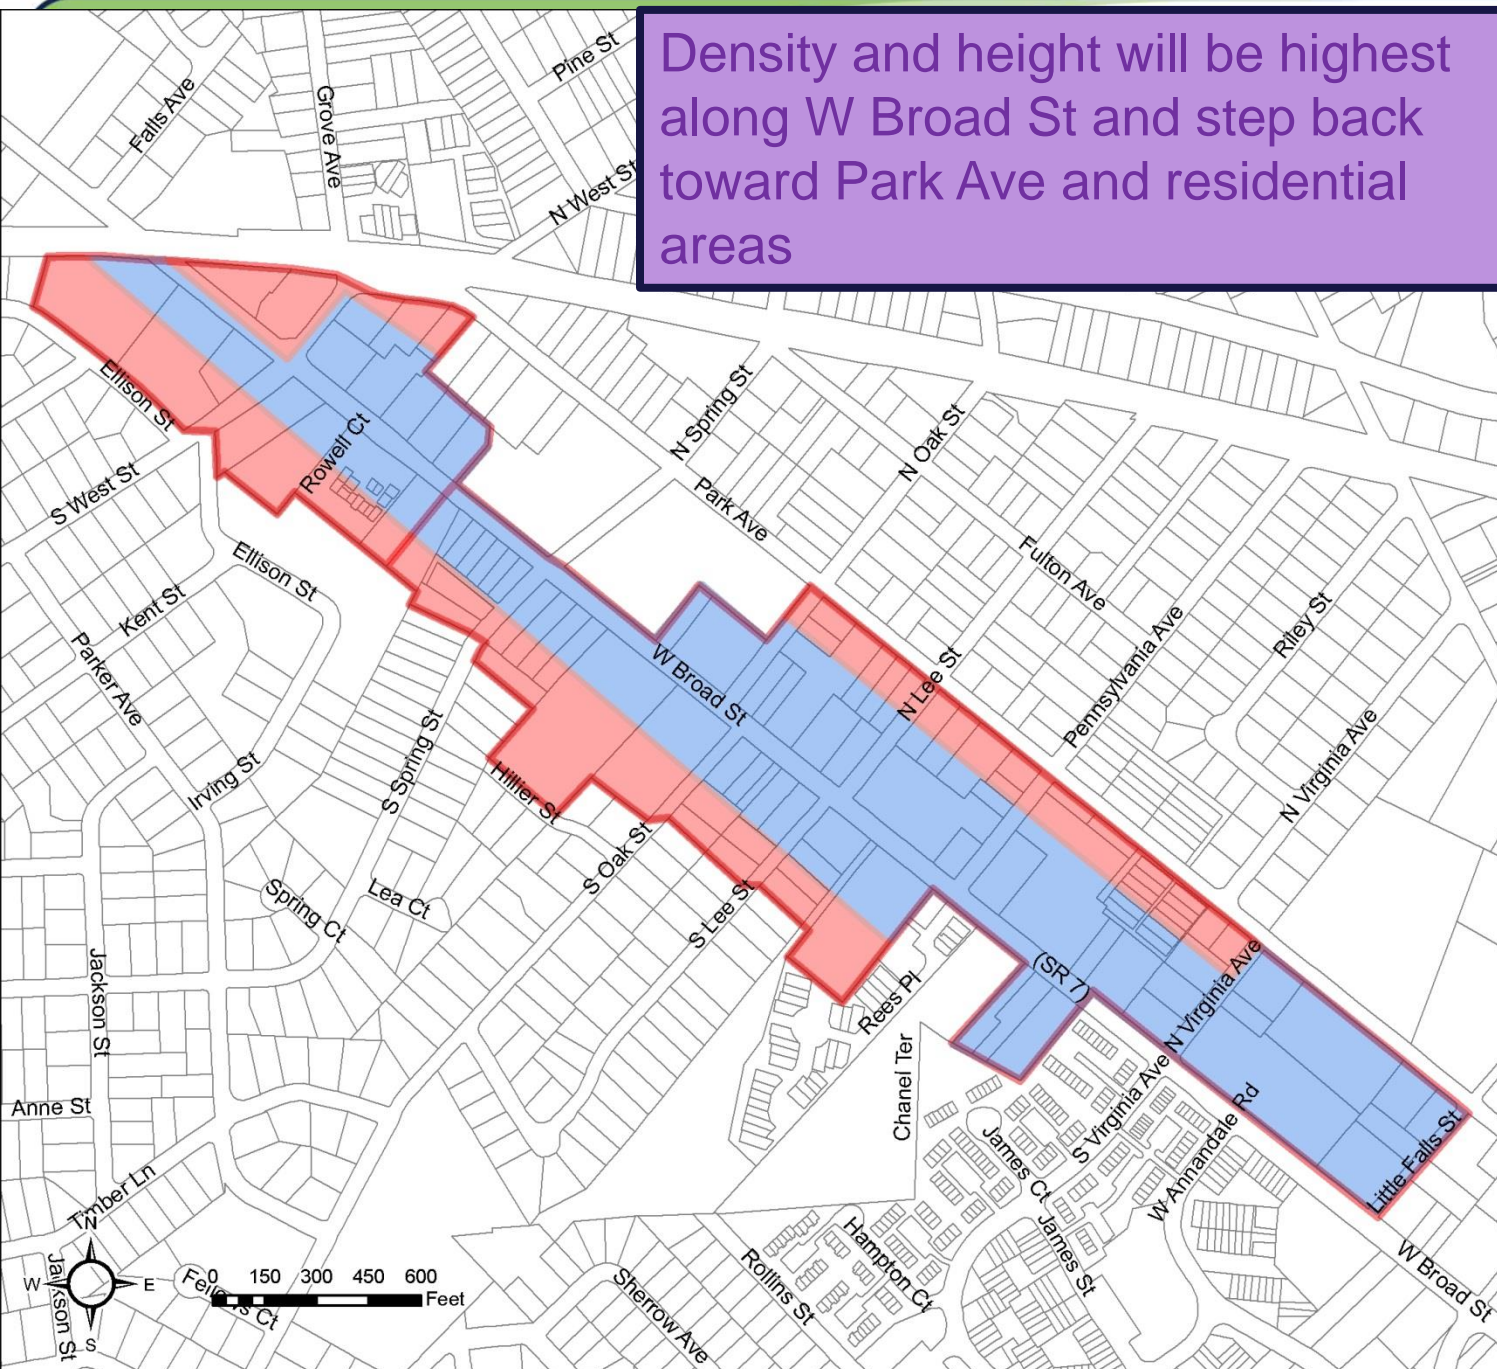 Density and height will be highest
along W Broad St and step back
toward Park Ave and residential
areas
Pine St
Falls Ave
Grove Ave
N West St
Ellison St
Rowell Ct
N Spring St
N Oak St
Park Ave
S West St
Ellison St
Kent St
Fulton Ave
Riley St
Parker Ave
W Broad St
N Lee St
Pennsylvania Ave
N Virginia Ave
Irving St
S Spring St
Hillier St
S Oak St
S Lee St
Spring Ct
Lea Ct
Jackson St
(SR 7)
Rees Pl
N Virginia Ave
Chanel Ter
Anne St
S Virginia Ave
James Ct
W Annandale Rd
Little Falls St
Timber Ln
Hampton Ct
James St
W Broad St
Rollins St
Sherrow Ave
Jackson St
Fellows Ct
N
W
E
S
0 150 300 450 600
Feet